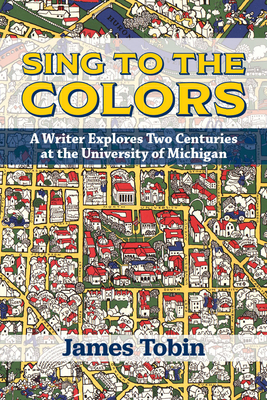 SING TO THE
COLORS
A Writer Explores Two Centuries
at the University of Michigan
James Tobin